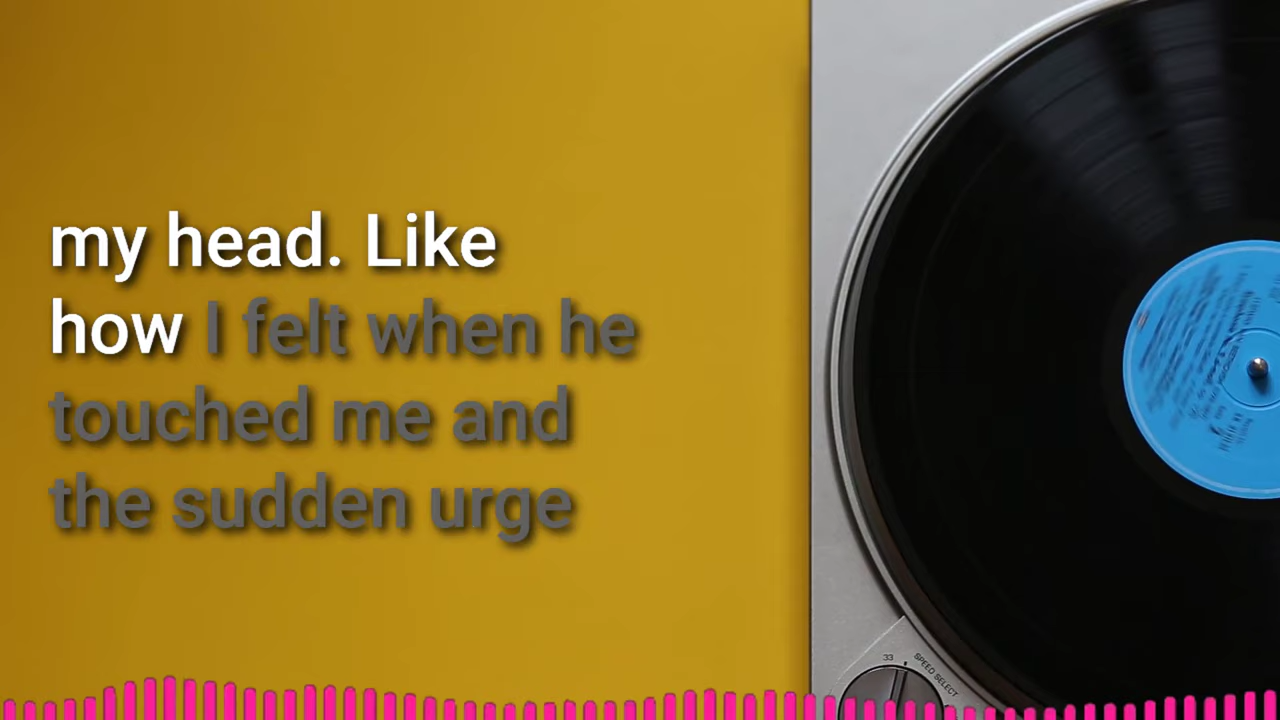 my head. Like
how I felt when he
touched me and
the sudden urge
33
SPEED SELECT